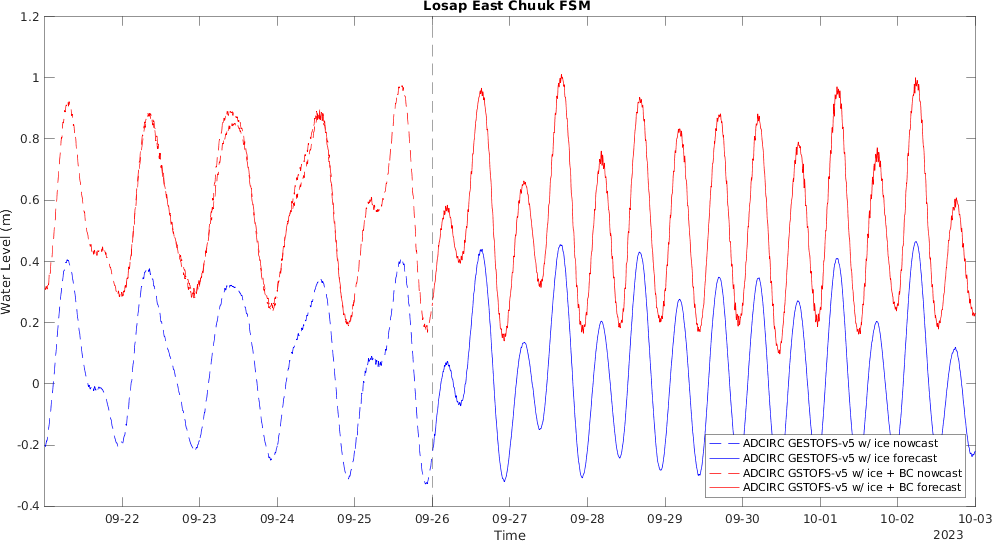 Losap East Chuuk FSM
1.2
1
0.8
0.6
0.4
0.2
0
-0.2
-0.4
Water Level (m)
09-22 09-23 09-24 09-25 09-26 09-27 09-28 09-29 09-30 10-01 10-02 10-03
Time
2023
ADCIRC GESTOFS-v5 w/ ice nowcast
ADCIRC GESTOFS-v5 w/ ice forecast
ADCIRC GSTOFS-v5 w/ ice + BC nowcast
ADCIRC GSTOFS-v5 w/ ice + BC forecast